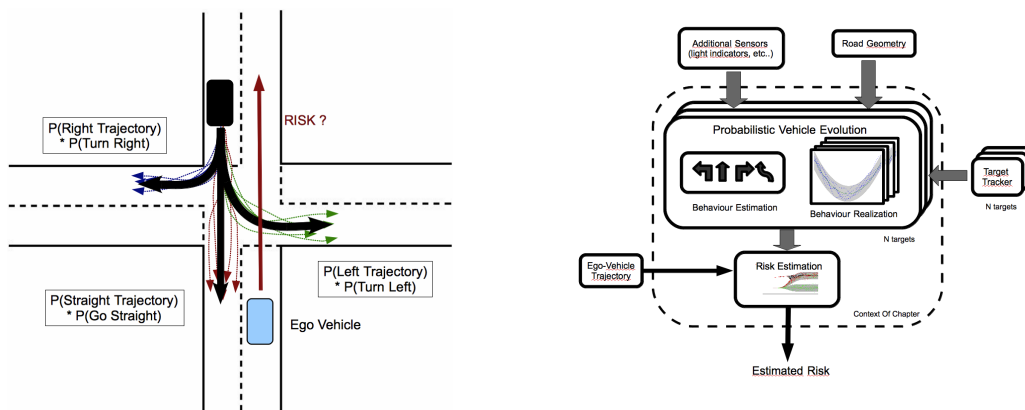 RISK ?
P(Right Trajectory)
* P(Turn Right)
P(Left Trajectory)
* P(Turn Left)
P(Straight Trajectory)
* P(Go Straight)
Ego Vehicle
Additional Sensors
(light indicators, etc..)
Road Geometry
Probabilistic Vehicle Evolution
Behaviour Estimation
Behaviour Realization
N targets
Target
Tracker
N targets
Ego-Vehicle
Trajectory
Risk Estimation
Context Of Chapter
Estimated Risk